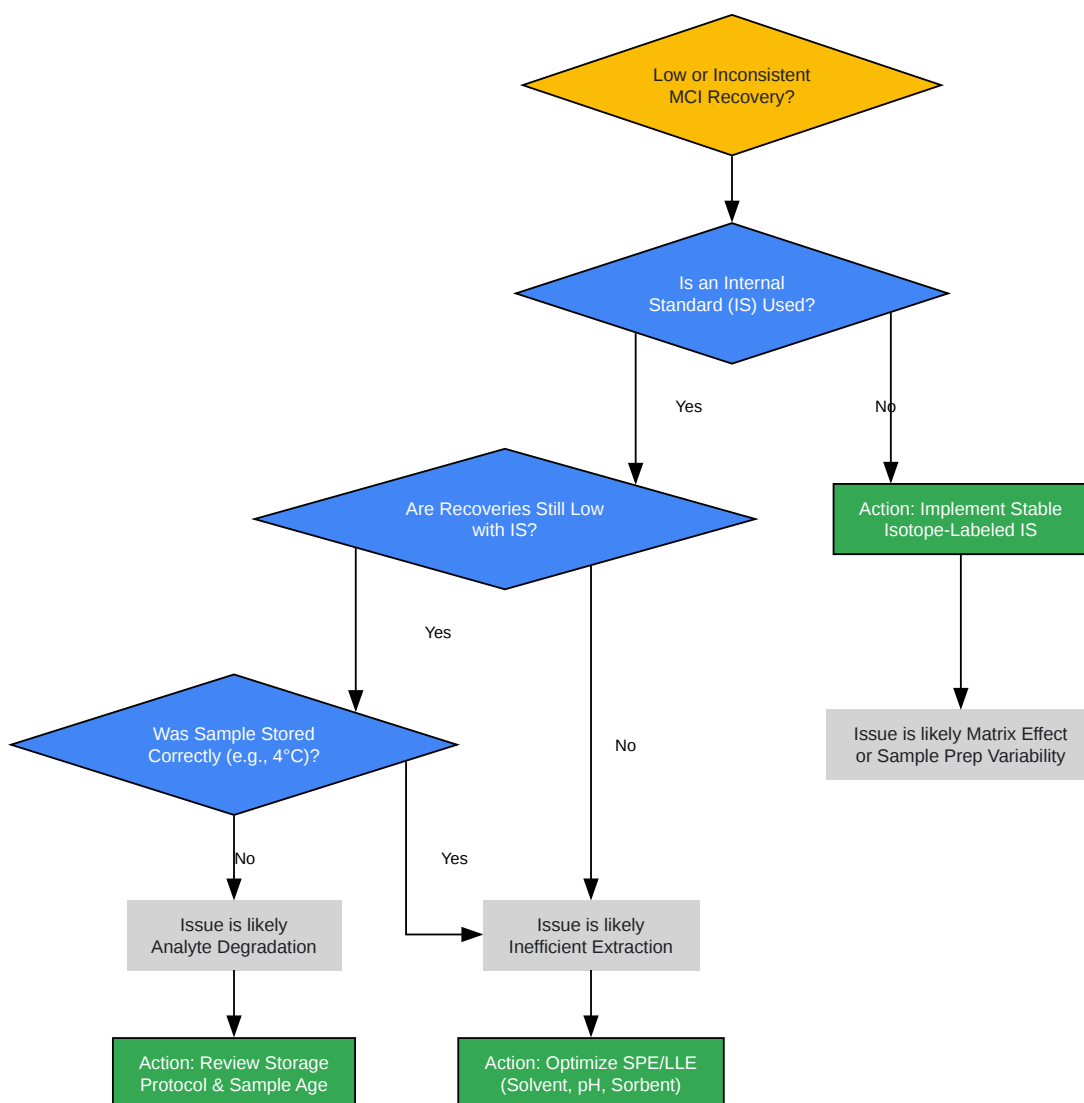 Low or Inconsistent
MCI Recovery?
Is an Internal
Standard (IS) Used?
Yes
No
Are Recoveries Still Low
with IS?
Action: Implement Stable
Isotope-Labeled IS
Yes
No
Was Sample Stored
Correctly (e.g., 4°C)?
Issue is likely Matrix Effect
or Sample Prep Variability
No
Yes
Issue is likely
Analyte Degradation
Issue is likely
Inefficient Extraction
Action: Review Storage
Protocol & Sample Age
Action: Optimize SPE/LLE
(Solvent, pH, Sorbent)